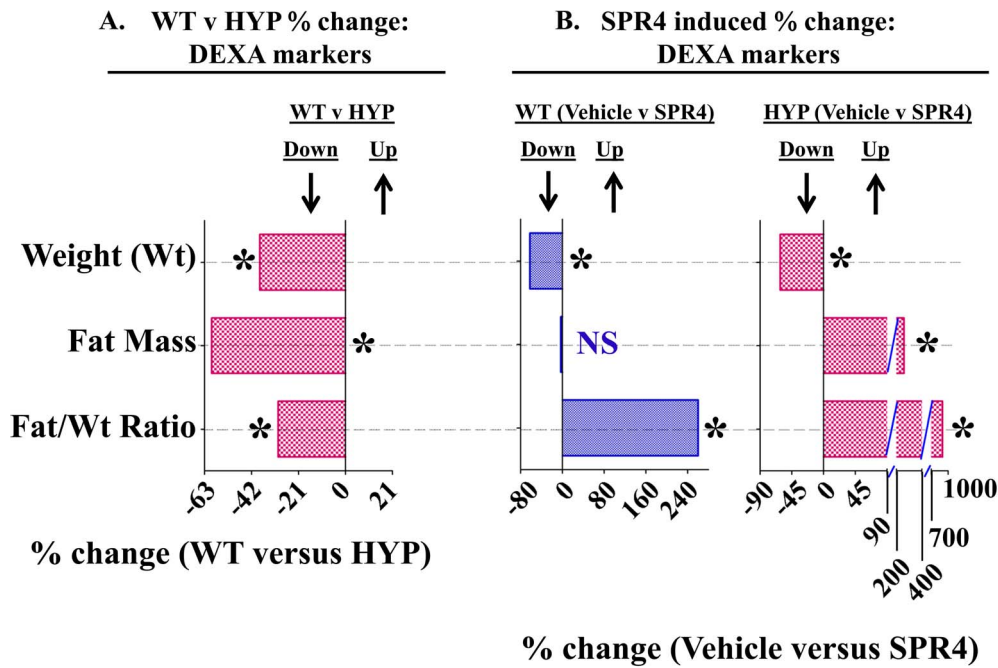 A. WT v HYP % change:
DEXA markers
B. SPR4 induced % change:
DEXA markers
WT v HYP
Down Up
WT (Vehicle v SPR4)
Down Up
HYP (Vehicle v SPR4)
Down Up
Weight (Wt) * * *
Fat Mass * NS *
Fat/Wt Ratio * * *
-63 -42 -21 0 21
-80 0 80 160 240
-90 -45 0 45 90 200 400 700 1000
% change (WT versus HYP)
% change (Vehicle versus SPR4)